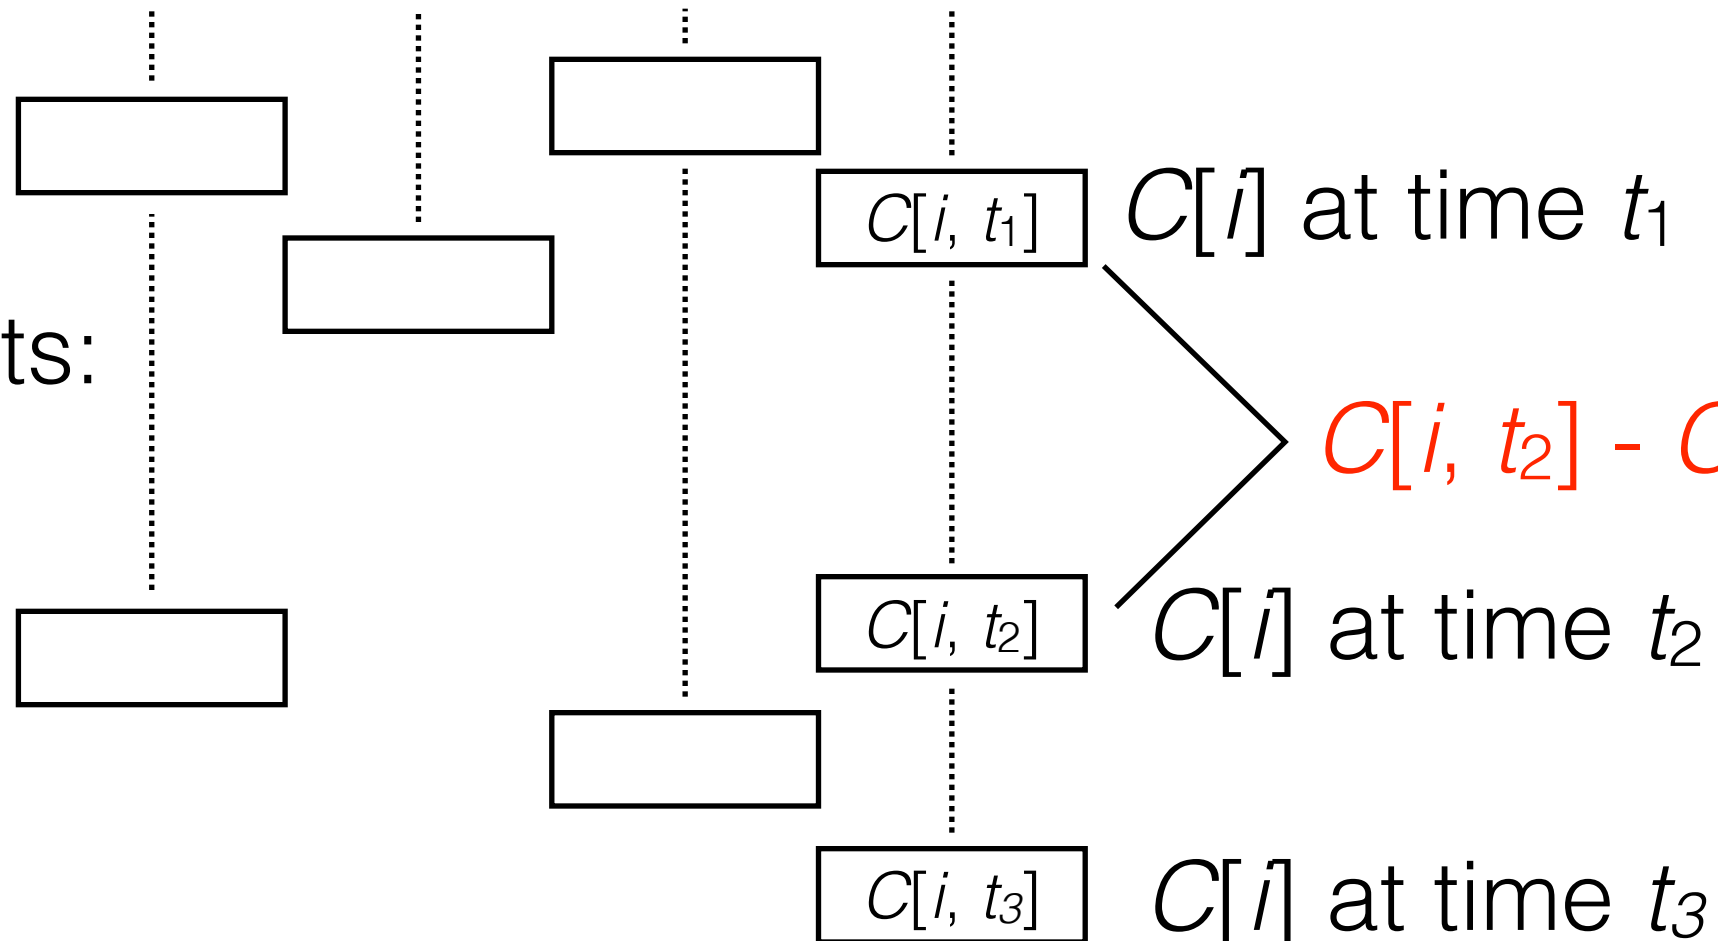 C[i, t₁] C[i] at time t₁
ts:
C[i, t₂] - C
C[i, t₂] C[i] at time t₂
C[i, t₃] C[i] at time t₃